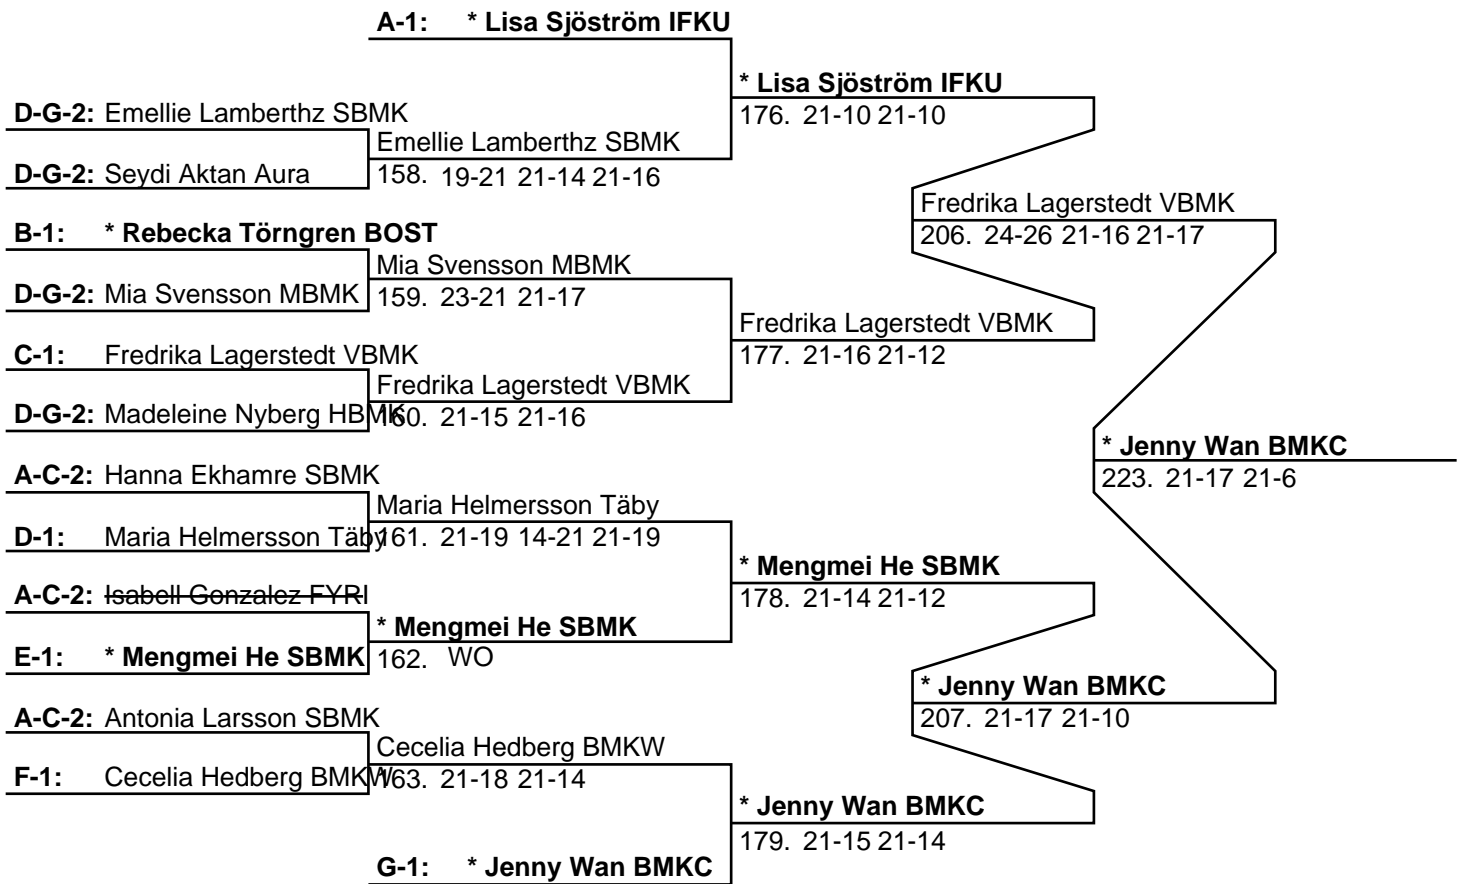 A-1: * Lisa Sjöström IFKU
* Lisa Sjöström IFKU
176. 21-10 21-10
D-G-2: Emellie Lamberthz SBMK
Emellie Lamberthz SBMK
158. 19-21 21-14 21-16
D-G-2: Seydi Aktan Aura
Fredrika Lagerstedt VBMK
206. 24-26 21-16 21-17
B-1: * Rebecka Törngren BOST
Mia Svensson MBMK
159. 23-21 21-17
D-G-2: Mia Svensson MBMK
Fredrika Lagerstedt VBMK
177. 21-16 21-12
C-1: Fredrika Lagerstedt VBMK
Fredrika Lagerstedt VBMK
160. 21-15 21-16
D-G-2: Madeleine Nyberg HBMK
* Jenny Wan BMKC
223. 21-17 21-6
A-C-2: Hanna Ekhamre SBMK
Maria Helmersson Täby
161. 21-19 14-21 21-19
D-1: Maria Helmersson Täby
* Mengmei He SBMK
178. 21-14 21-12
A-C-2: Isabell Gonzalez FYRI
* Mengmei He SBMK
162. WO
E-1: * Mengmei He SBMK
* Jenny Wan BMKC
207. 21-17 21-10
A-C-2: Antonia Larsson SBMK
Cecelia Hedberg BMKW
163. 21-18 21-14
F-1: Cecelia Hedberg BMKW
* Jenny Wan BMKC
179. 21-15 21-14
G-1: * Jenny Wan BMKC